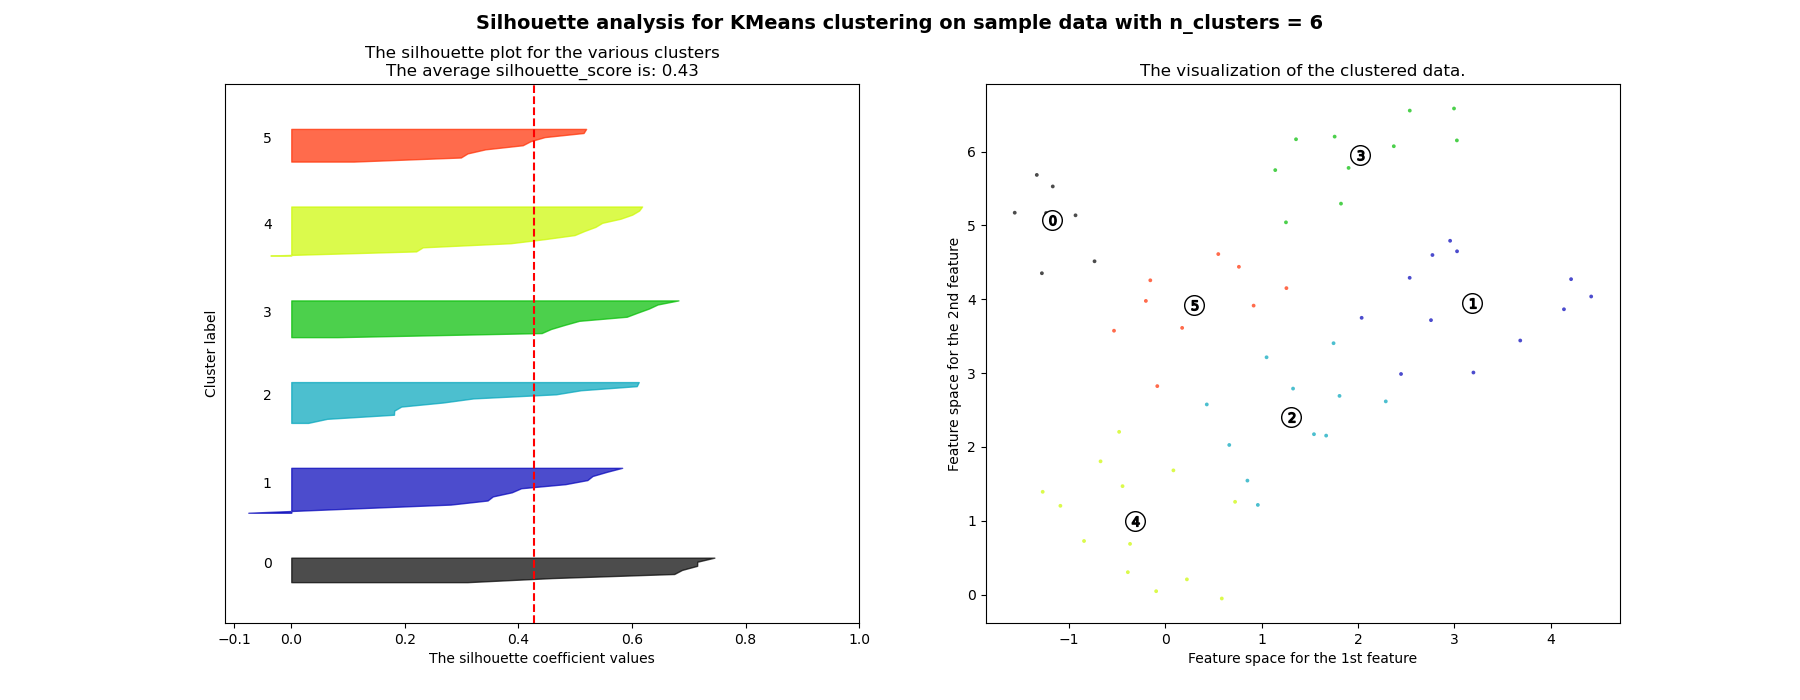 Silhouette analysis for KMeans clustering on sample data with n_clusters = 6
The silhouette plot for the various clusters
The average silhouette_score is: 0.43
Cluster label
5
4
3
2
1
0
−0.1 0.0 0.2 0.4 0.6 0.8 1.0
The silhouette coefficient values
The visualization of the clustered data.
Feature space for the 2nd feature
6
5
4
3
2
1
0
3
0
5
1
2
4
−1 0 1 2 3 4
Feature space for the 1st feature